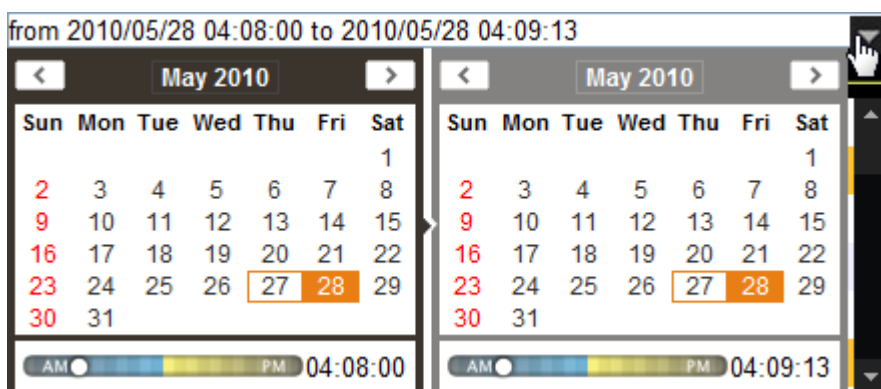 from 2010/05/28 04:08:00 to 2010/05/28 04:09:13
< May 2010 >
Sun Mon Tue Wed Thu Fri Sat
1
2 3 4 5 6 7 8
9 10 11 12 13 14 15
16 17 18 19 20 21 22
23 24 25 26 27 28 29
30 31
AM PM 04:08:00
< May 2010 >
Sun Mon Tue Wed Thu Fri Sat
1
2 3 4 5 6 7 8
9 10 11 12 13 14 15
16 17 18 19 20 21 22
23 24 25 26 27 28 29
30 31
AM PM 04:09:13